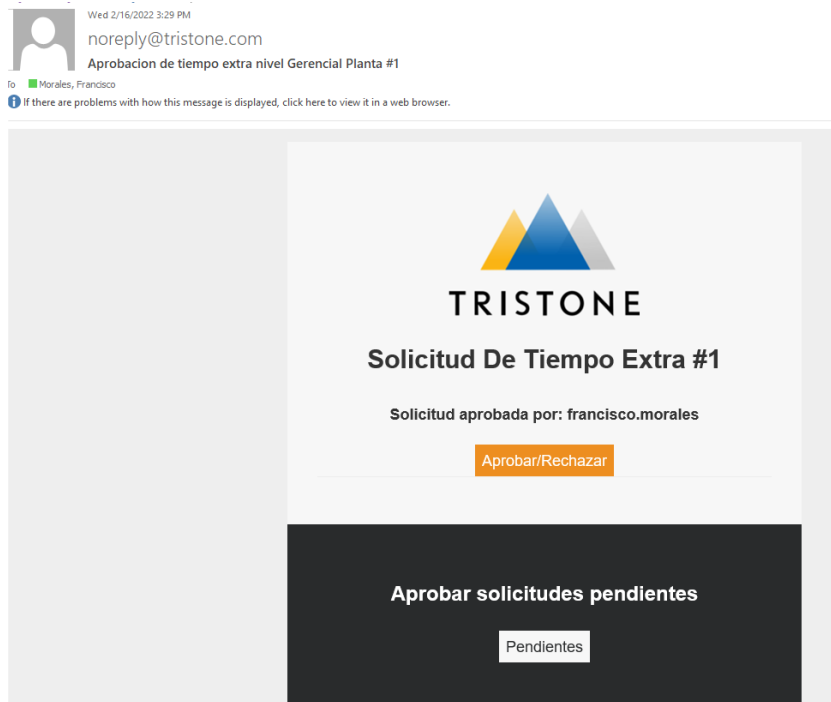 Wed 2/16/2022 3:29 PM
noreply@tristone.com
Aprobacion de tiempo extra nivel Gerencial Planta #1
To Morales, Francisco
If there are problems with how this message is displayed, click here to view it in a web browser.
TRISTONE
Solicitud De Tiempo Extra #1
Solicitud aprobada por: francisco.morales
Aprobar/Rechazar
Aprobar solicitudes pendientes
Pendientes